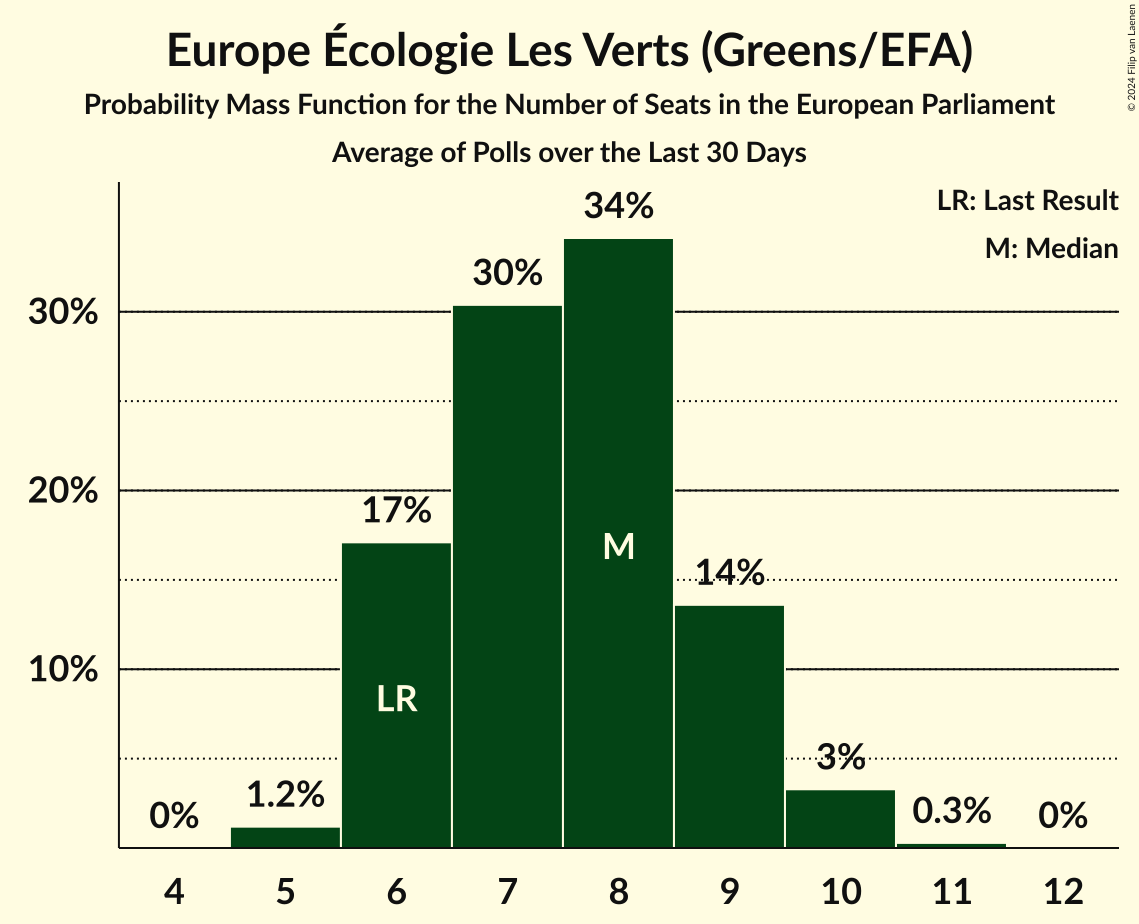 Europe Écologie Les Verts (Greens/EFA)
Probability Mass Function for the Number of Seats in the European Parliament
Average of Polls over the Last 30 Days
© 2024 Filip van Laenen
LR: Last Result
M: Median
34%
30%
30%
20%
17%
M
14%
10%
LR
3%
1.2%
0.3%
0%
0%
4 5 6 7 8 9 10 11 12